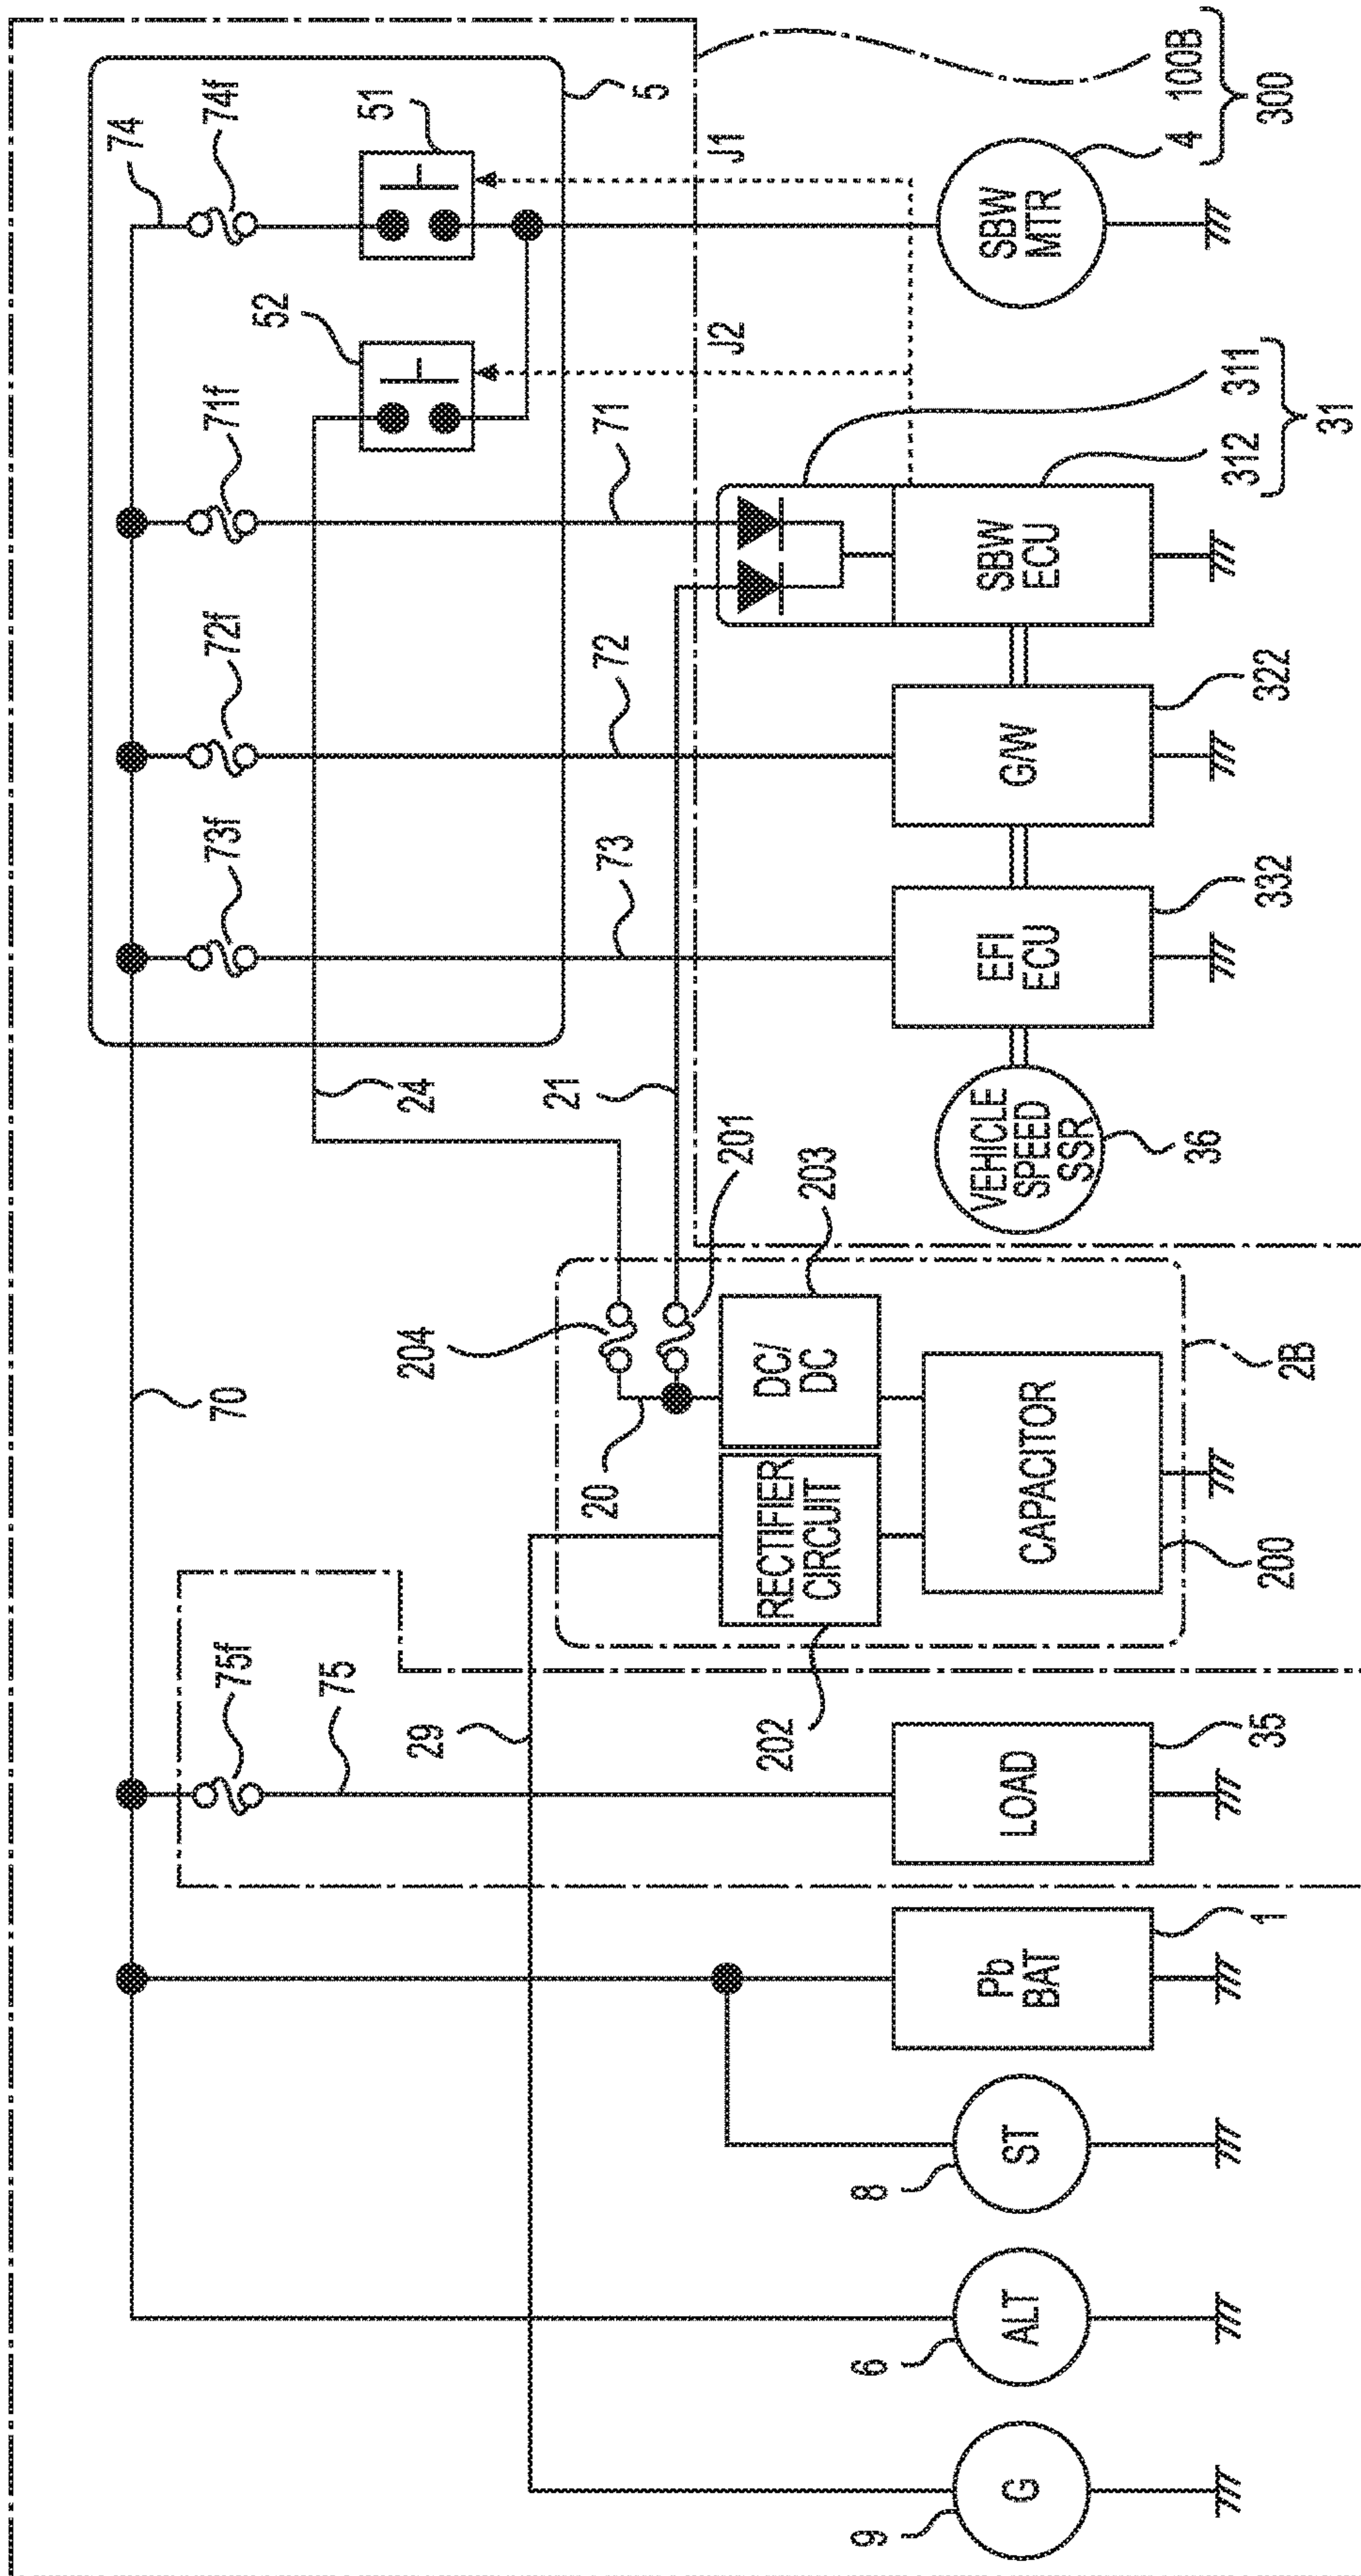 74
74f
51
5
52
71f
71
72f
72
73f
73
24
21
J1
J2
100B
4
300
SBW
MTR
311
312
31
SBW
ECU
G/W
322
EFI
ECU
332
VEHICLE
SPEED
SSR
36
70
204
201
203
20
DC/
DC
RECTIFIER
CIRCUIT
202
CAPACITOR
200
2B
29
75f
75
LOAD
35
Pb
BAT
1
ST
8
ALT
6
G
9